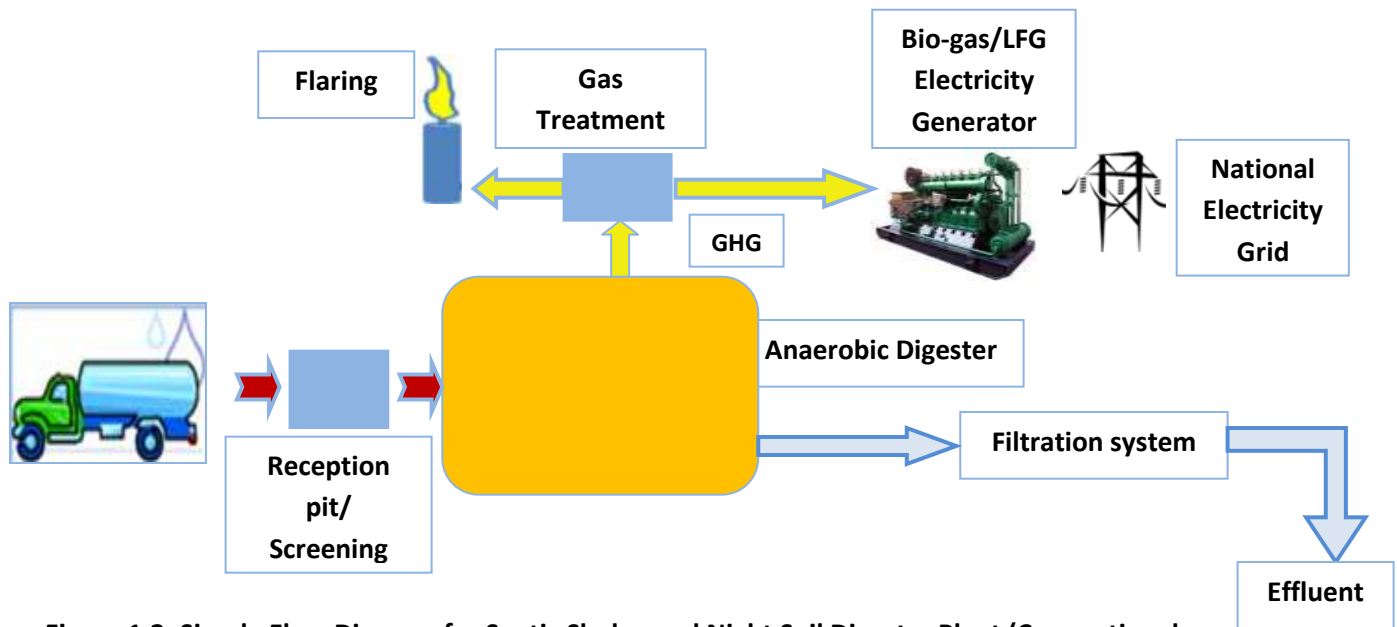 Flaring
Gas
Treatment
Bio-gas/LFG
Electricity
Generator
National
Electricity
Grid
GHG
Anaerobic Digester
Reception
pit/
Screening
Filtration system
Effluent